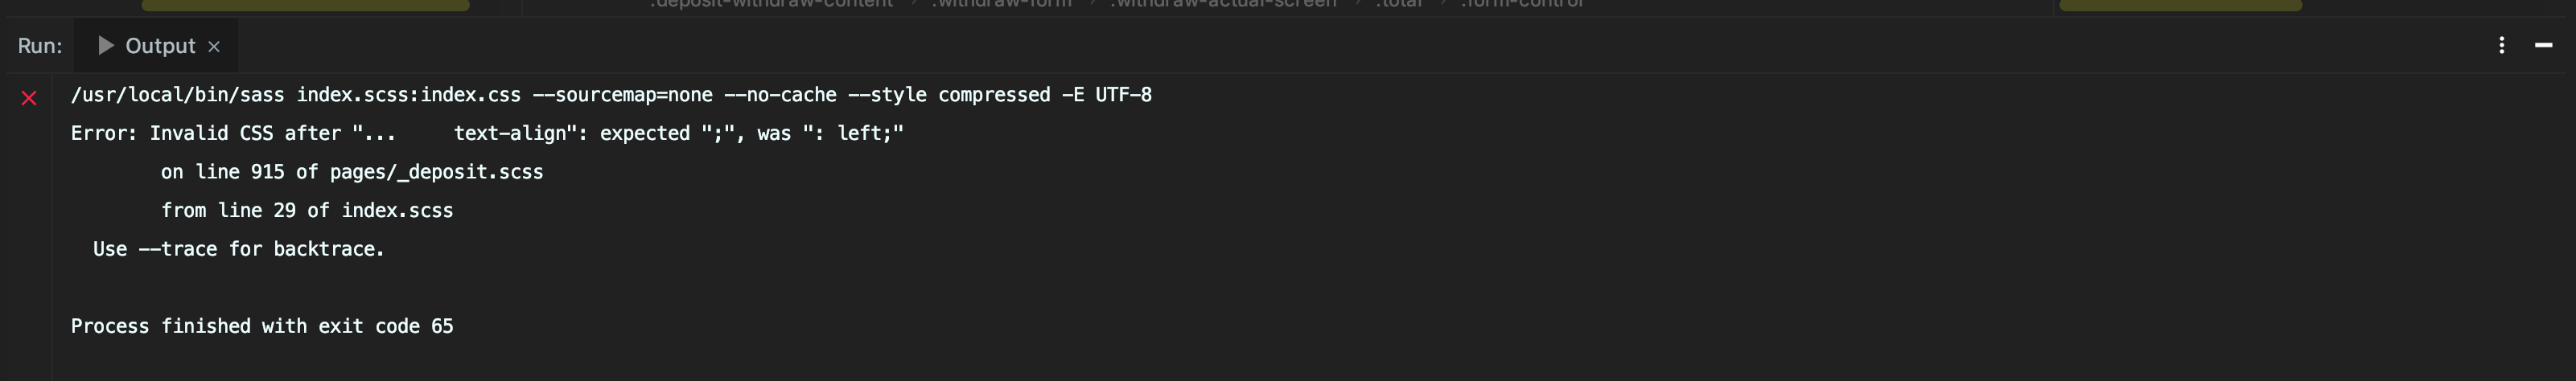 .deposit-withdraw-content > .withdraw-form > .withdraw-actual-screen > .total > .form-control
Run: Output ×
/usr/local/bin/sass index.scss:index.css --sourcemap=none --no-cache --style compressed -E UTF-8
Error: Invalid CSS after "...     text-align": expected ";", was ": left;"
        on line 915 of pages/_deposit.scss
        from line 29 of index.scss
  Use --trace for backtrace.
Process finished with exit code 65